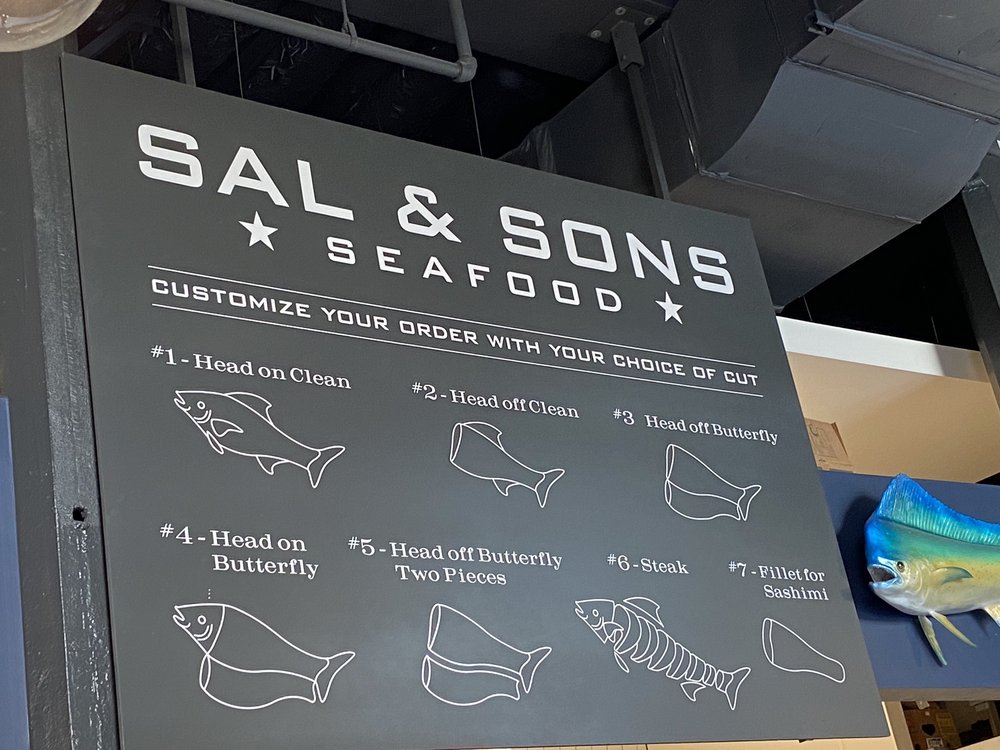 SAL & SONS
SEAFOOD
CUSTOMIZE YOUR ORDER WITH YOUR CHOICE OF CUT
#1 - Head on Clean
#2 - Head off Clean
#3 Head off Butterfly
#4 - Head on
Butterfly
#5 - Head off Butterfly
Two Pieces
#6 - Steak
#7 - Fillet for
Sashimi